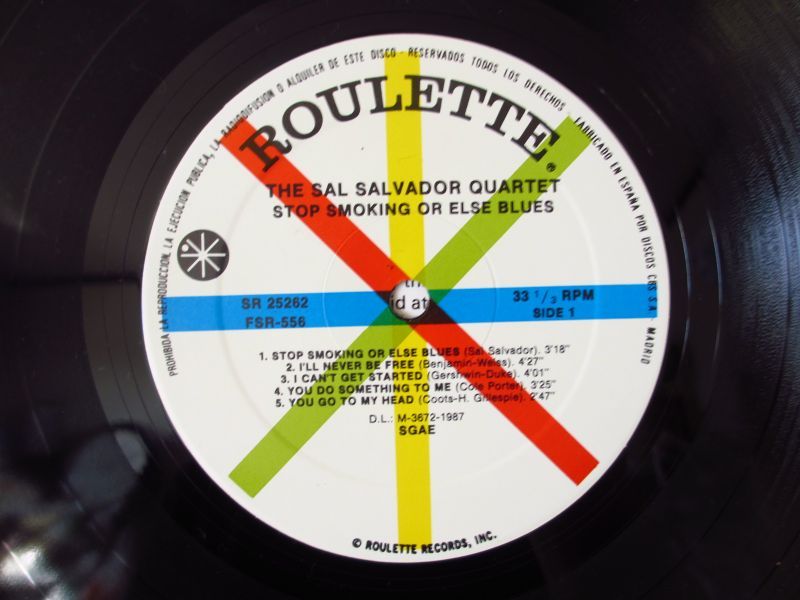 PROHIBIDA LA REPRODUCCION, LA EJECUCION PUBLICA, LA RADIODIFUSION O ALQUILER DE ESTE DISCO - RESERVADOS TODOS LOS DERECHOS - FABRICADO EN ESPAÑA POR DISCOS CBS S.A. MADRID
ROULETTE®
THE SAL SALVADOR QUARTET
STOP SMOKING OR ELSE BLUES
SR 25262
FSR-556
33 1/3 RPM
SIDE 1
1. STOP SMOKING OR ELSE BLUES (Sal Salvador). 3'18"
2. I'LL NEVER BE FREE (Benjamin-Weiss). 4'27"
3. I CAN'T GET STARTED (Gershwin-Duke). 4'01"
4. YOU DO SOMETHING TO ME (Cole Porter). 3'25"
5. YOU GO TO MY HEAD (Coots-H. Gillespie). 2'47"
D.L.: M-3672-1987
SGAE
© ROULETTE RECORDS, INC.